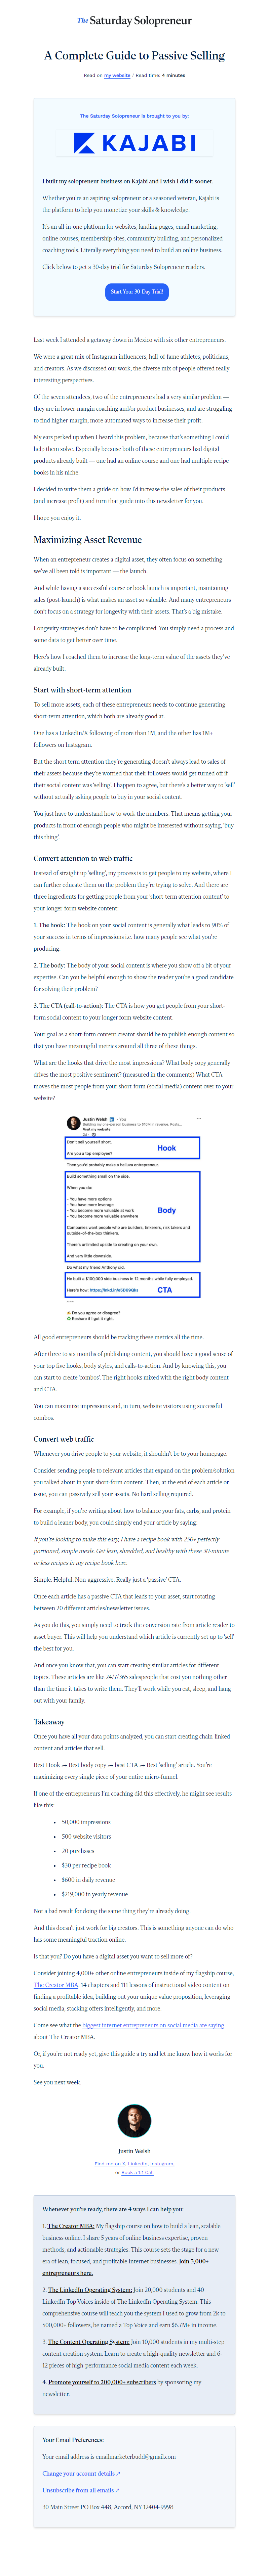 The Saturday Solopreneur
A Complete Guide to Passive Selling
Read on my website | Read time: 4 minutes
The Saturday Solopreneur is brought to you by:
KAJABI
I built my solopreneur business on Kajabi and I wish I did it sooner.
Whether you're an aspiring solopreneur or a seasoned veteran, Kajabi is
the platform to help you monetize your skills & knowledge.
It's an all-in-one platform for websites, landing pages, email marketing,
online courses, membership sites, community building, and personalized
coaching tools. Literally everything you need to build an online business.
Click below to get a 30-day trial for Saturday Solopreneur readers.
Start Your 30-Day Trial!
Last week I attended a getaway down in Mexico with six other entrepreneurs.
We were a great mix of Instagram influencers, hall-of-fame athletes, politicians,
and creators. As we discussed our work, the diverse mix of people offered really
interesting perspectives.
Of the seven attendees, two of the entrepreneurs had a very similar problem —
they are in lower-margin coaching and/or product businesses, and are struggling
to find higher-margin, more automated ways to increase their profit.
My ears perked up when I heard this problem, because that's something I could
help them solve. Especially because both of these entrepreneurs had digital
products already built — one had an online course and one had multiple recipe
books in his niche.
I decided to write them a guide on how I'd increase the sales of their products
(and increase profit) and turn that guide into this newsletter for you.
I hope you enjoy it.
Maximizing Asset Revenue
When an entrepreneur creates a digital asset, they often focus on something
we've all been told is important — the launch.
And while having a successful course or book launch is important, maintaining
sales (post-launch) is what makes an asset so valuable. And many entrepreneurs
don't focus on a strategy for longevity with their assets. That's a big mistake.
Longevity strategies don't have to be complicated. You simply need a process and
some data to get better over time.
Here's how I coached them to increase the long-term value of the assets they've
already built.
Start with short-term attention
To sell more assets, each of these entrepreneurs needs to continue generating
short-term attention, which both are already good at.
One has a LinkedIn/X following of more than 1M, and the other has 1M+
followers on Instagram.
But the short term attention they're generating doesn't always lead to sales of
their assets because they're worried that their followers would get turned off if
their social content was 'selling'. I happen to agree, but there's a better way to 'sell'
without actually asking people to buy in your social content.
You just have to understand how to work the numbers. That means getting your
products in front of enough people who might be interested without saying, 'buy
this thing'.
Convert attention to web traffic
Instead of straight up 'selling', my process is to get people to my website, where I
can further educate them on the problem they're trying to solve. And there are
three ingredients for getting people from your 'short-term attention content' to
your longer-form website content:
1. The hook: The hook on your social content is generally what leads to 90% of
your success in terms of impressions i.e. how many people see what you're
producing.
2. The body: The body of your social content is where you show off a bit of your
expertise. Can you be helpful enough to show the reader you're a good candidate
for solving their problem?
3. The CTA (call-to-action): The CTA is how you get people from your short-
form social content to your longer form website content.
Your goal as a short-form content creator should be to publish enough content so
that you have meaningful metrics around all three of these things.
What are the hooks that drive the most impressions? What body copy generally
drives the most positive sentiment? (measured in the comments) What CTA
moves the most people from your short-form (social media) content over to your
website?
Justin Welsh • You
Building my one-person business to $10M in revenue. Posts...
Visit my website
Don't sell yourself short.
Are you a top employee?
Then you'd probably make a fantastic entrepreneur.
Hook
Build something small on the side.
When you do:
- You have more options
- You have more leverage
- You become more valuable at work
- You become more valuable anywhere
Body
Companies want people who are builders, tinkerers, risk takers and
outside-of-the-box thinkers.
There's unlimited upside in creating on your own.
And very little downside.
Do what my friend Anthony did.
He built a $100,000 side business in 12 months while fully employed.
CTA
Do you agree or disagree?
Reshare if I got it right.
All good entrepreneurs should be tracking these metrics all the time.
After three to six months of publishing content, you should have a good sense of
your top five hooks, body styles, and calls-to-action. And by knowing this, you
can start to create 'combos'. The right hooks mixed with the right body content
and CTA.
You can maximize impressions and, in turn, website visitors using successful
combos.
Convert web traffic
Whenever you drive people to your website, it shouldn't be to your homepage.
Consider sending people to relevant articles that expand on the problem/solution
you talked about in your short-form content. Then, at the end of each article or
issue, you can passively sell your assets. No hard selling required.
For example, if you're writing about how to balance your fats, carbs, and protein
to build a leaner body, you could simply end your article by saying:
If you're looking to make this easy, I have a recipe book with 250+ perfectly
portioned, simple meals. Get lean, shredded, and healthy with these 30 minute
or less recipes in my recipe book here.
Simple. Helpful. Non-aggressive. Really just a 'passive' CTA.
Once each article has a passive CTA that leads to your asset, start rotating
between 20 different articles/newsletter issues.
As you do this, you simply need to track the conversion rate from article reader to
asset buyer. This will help you understand which article is currently set up to 'sell'
the best for you.
And once you know that, you can start creating similar articles for different
topics. These articles are like 24/7/365 salespeople that cost you nothing other
than the time it takes to write them. They'll work while you eat, sleep, and hang
out with your family.
Takeaway
Once you have all your data points analyzed, you can start creating chain-linked
content and articles that sell.
Best Hook ↔ Best body copy ↔ best CTA ↔ Best 'selling' article. You're
maximizing every single piece of your entire micro-funnel.
If one of the entrepreneurs I'm coaching did this effectively, he might see results
like this:
• 50,000 impressions
• 500 website visitors
• 20 purchases
• $30 per recipe book
• $600 in daily revenue
• $219,000 in yearly revenue
Not a bad result for doing the same thing they're already doing.
And this doesn't just work for big creators. This is something anyone can do who
has some meaningful traction online.
Is that you? Do you have a digital asset you want to sell more of?
Consider joining 4,000+ other online entrepreneurs inside of my flagship course,
The Creator MBA. 14 chapters and 111 lessons of instructional video content on
finding a profitable idea, building out your unique value proposition, leveraging
social media, stacking offers intelligently, and more.
Come see what the biggest internet entrepreneurs on social media are saying
about The Creator MBA.
Or, if you're not ready yet, give this guide a try and let me know how it works for
you.
See you next week.
Justin Welsh
Find me on X, LinkedIn, Instagram,
or Book a 1:1 Call
Whenever you're ready, there are 4 ways I can help you:
1. The Creator MBA: My flagship course on how to build a lean, scalable
business online. I share 5 years of online business expertise, proven
methods, and actionable strategies. This course sets the stage for a new
era of lean, focused, and profitable Internet businesses. Join 3,000+
entrepreneurs here.
2. The LinkedIn Operating System: Join 20,000 students and 40
LinkedIn Top Voices inside of The LinkedIn Operating System. This
comprehensive course will teach you the system I used to grow from 2k to
500,000+ followers, be named a Top Voice and earn $6.7M+ in income.
3. The Content Operating System: Join 10,000 students in my multi-step
content creation system. Learn to create a high-quality newsletter and 6-
12 pieces of high-performance social media content each week.
4. Promote yourself to 200,000+ subscribers by sponsoring my
newsletter.
Your Email Preferences:
Your email address is emailmarketerbudd@gmail.com
Change your account details ↗
Unsubscribe from all emails ↗
30 Main Street PO Box 448, Accord, NY 12404-9998